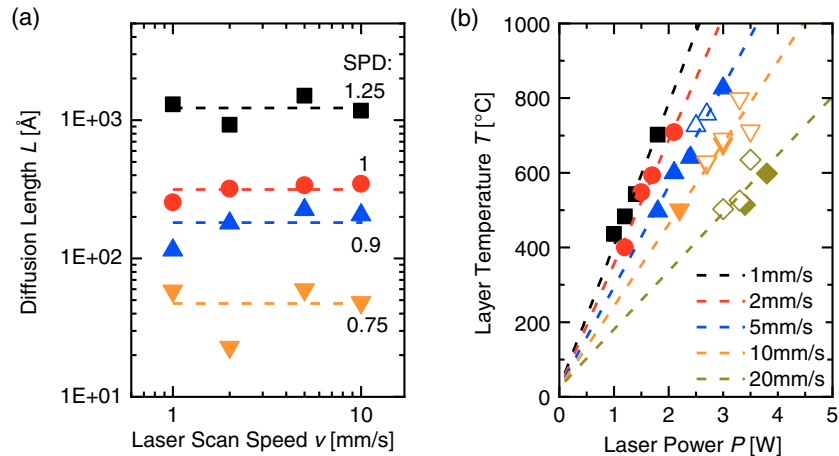 (a)
Diffusion Length L [Å]
1E+03
1E+02
1E+01
SPD:
1.25
1
0.9
0.75
1
10
Laser Scan Speed v [mm/s]
(b)
Layer Temperature T [°C]
1000
800
600
400
200
0
1mm/s
2mm/s
5mm/s
10mm/s
20mm/s
0 1 2 3 4 5
Laser Power P [W]